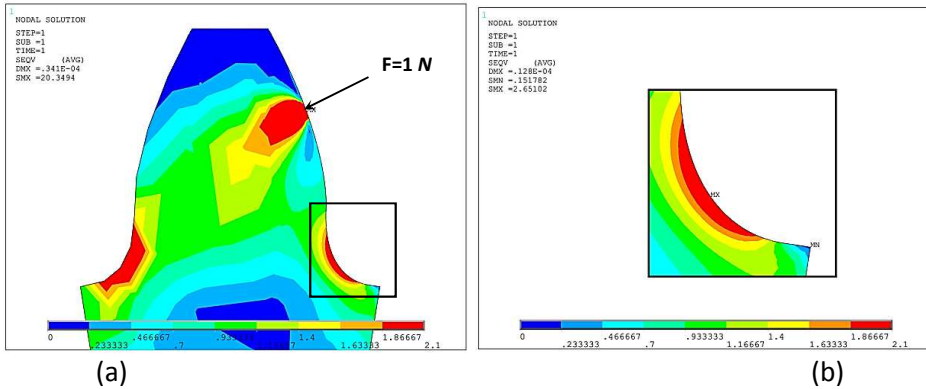 1
NODAL SOLUTION
STEP=1
SUB =1
TIME=1
SEQV (AVG)
DMX =.341E-04
SMX =20.3494
F=1 N
0
.233333
.466667
.7
1.4
1.63333
1.86667
2.1
(a)
1
NODAL SOLUTION
STEP=1
SUB =1
TIME=1
SEQV (AVG)
DMX =.128E-04
SMN =.151782
SMX =2.65102
MX
MN
0
.233333
.466667
.7
.933333
1.16667
1.4
1.63333
1.86667
2.1
(b)